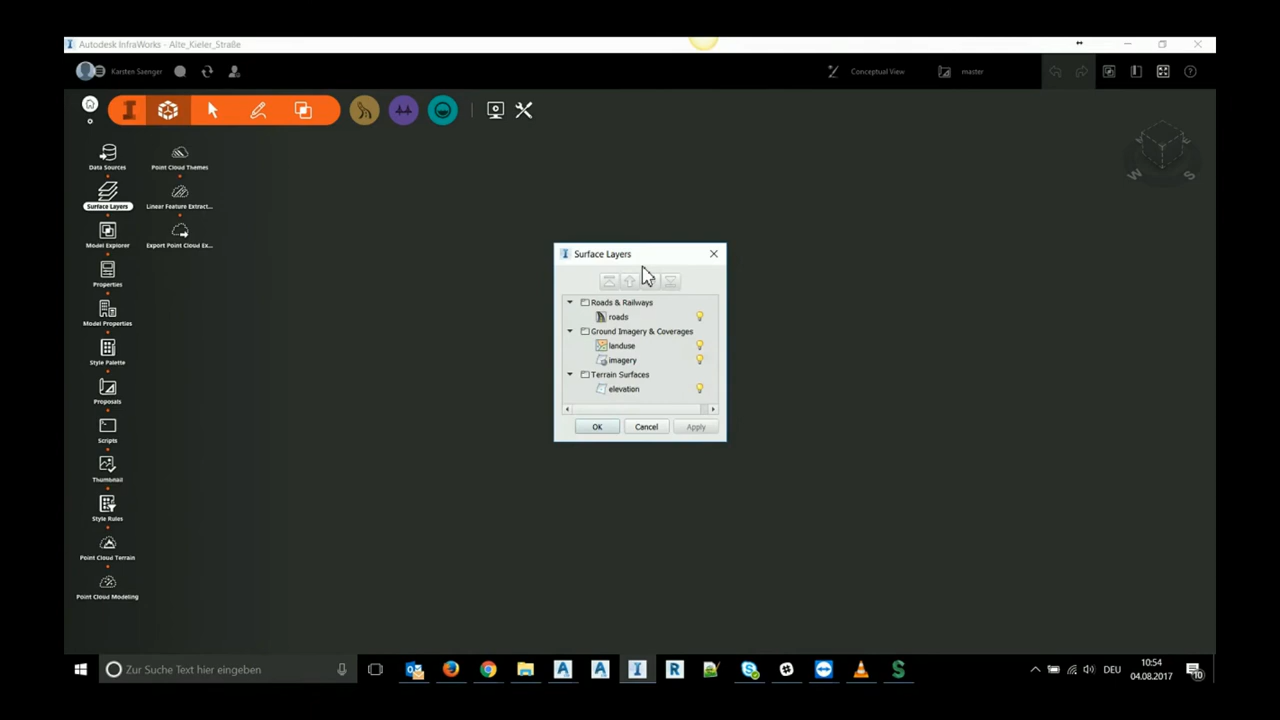 Autodesk InfraWorks - Alte_Kieler_Straße
Karsten Saenger
Conceptual View
master
Data Sources
Point Cloud Themes
Surface Layers
Linear Feature Extract...
Model Explorer
Export Point Cloud Ex...
Properties
Model Properties
Style Palette
Proposals
Scripts
Thumbnail
Style Rules
Point Cloud Terrain
Point Cloud Modeling
W
S
Surface Layers
Roads & Railways
roads
Ground Imagery & Coverages
landuse
imagery
Terrain Surfaces
elevation
OK
Cancel
Apply
Zur Suche Text hier eingeben
DEU
10:54
04.08.2017
10